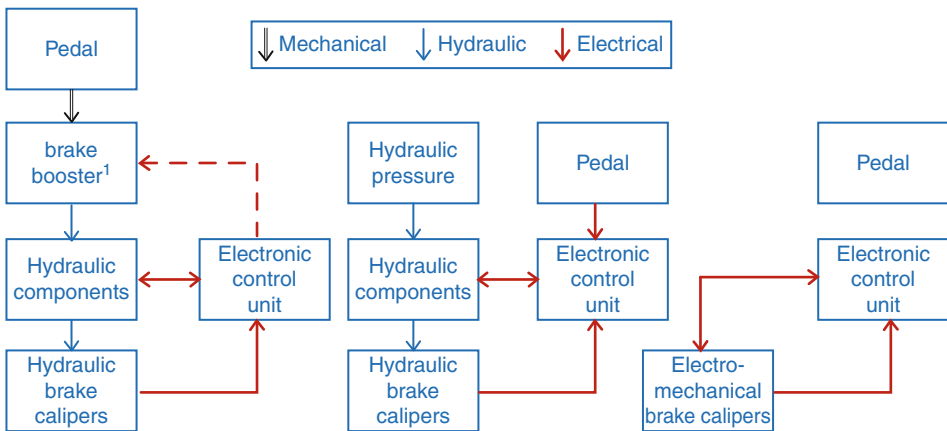 Pedal
Mechanical
Hydraulic
Electrical
brake
booster¹
Hydraulic
pressure
Pedal
Pedal
Hydraulic
components
Electronic
control
unit
Hydraulic
components
Electronic
control
unit
Electronic
control
unit
Hydraulic
brake
calipers
Hydraulic
brake
calipers
Electro-
mechanical
brake calipers